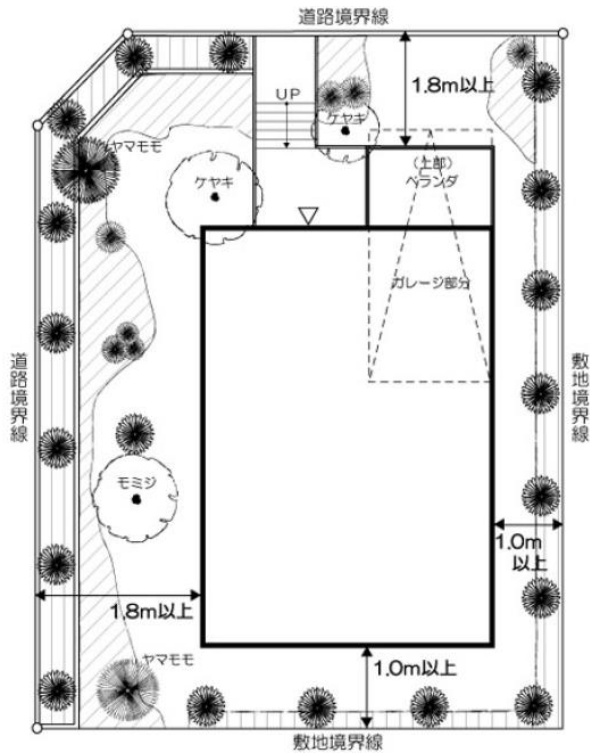 道路境界線
1.8m以上
UP
ケヤキ
ヤマモモ
ケヤキ
(上部)
ベランダ
ガレージ部分
道路境界線
敷地境界線
モミジ
1.0m
以上
1.8m以上
ヤマモモ
1.0m以上
敷地境界線